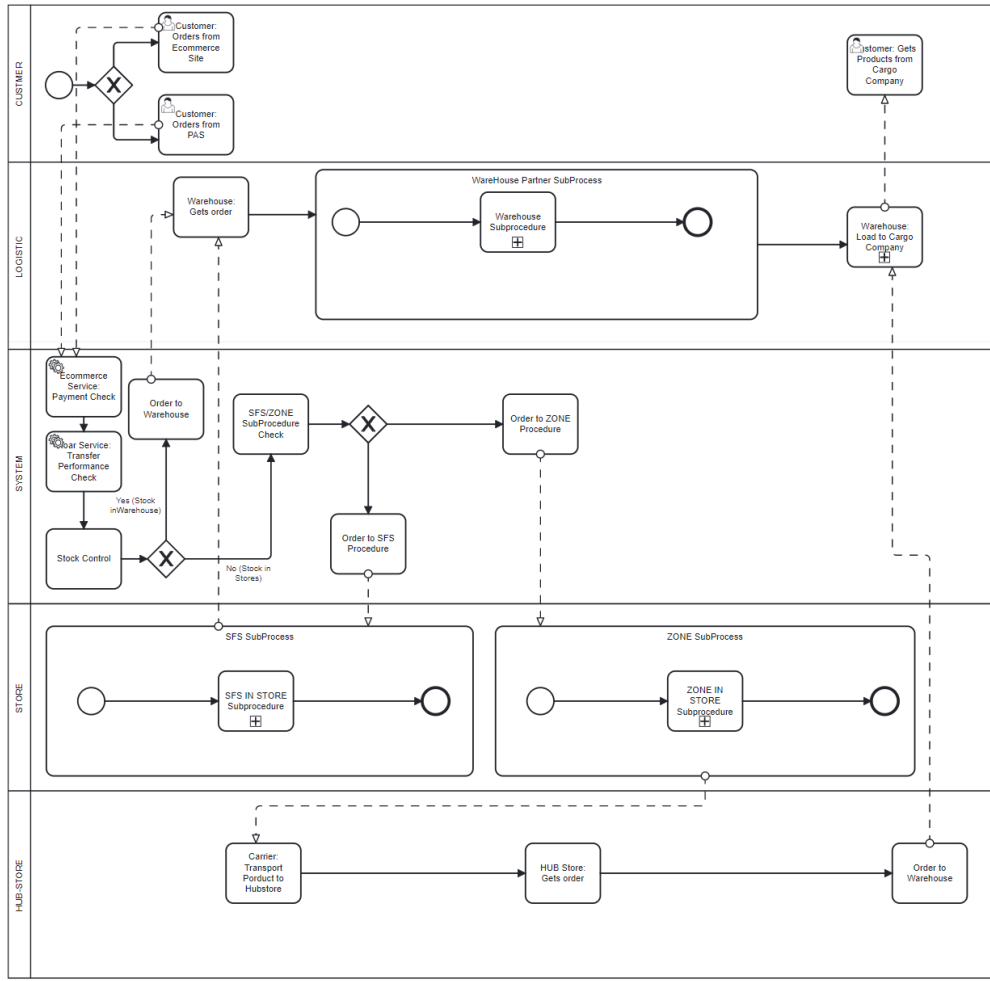 CUSTMER
Customer:
Orders from
Ecommerce
Site
Customer:
Orders from
PAS
Products from
Cargo
Company
LOGISTIC
Warehouse:
Gets order
WareHouse Partner SubProcess
Warehouse
Subprocedure
Warehouse:
Load to Cargo
Company
SYSTEM
Ecommerce
Service:
Payment Check
Service:
Transfer
Performance
Check
Stock Control
Order to
Warehouse
Yes (Stock
inWarehouse)
No (Stock in
Stores)
SFS/ZONE
SubProcedure
Check
Order to SFS
Procedure
Order to ZONE
Procedure
STORE
SFS SubProcess
SFS IN STORE
Subprocedure
ZONE SubProcess
ZONE IN
STORE
Subprocedure
HUB-STORE
Carrier:
Transport
Porduct to
Hubstore
HUB Store:
Gets order
Order to
Warehouse